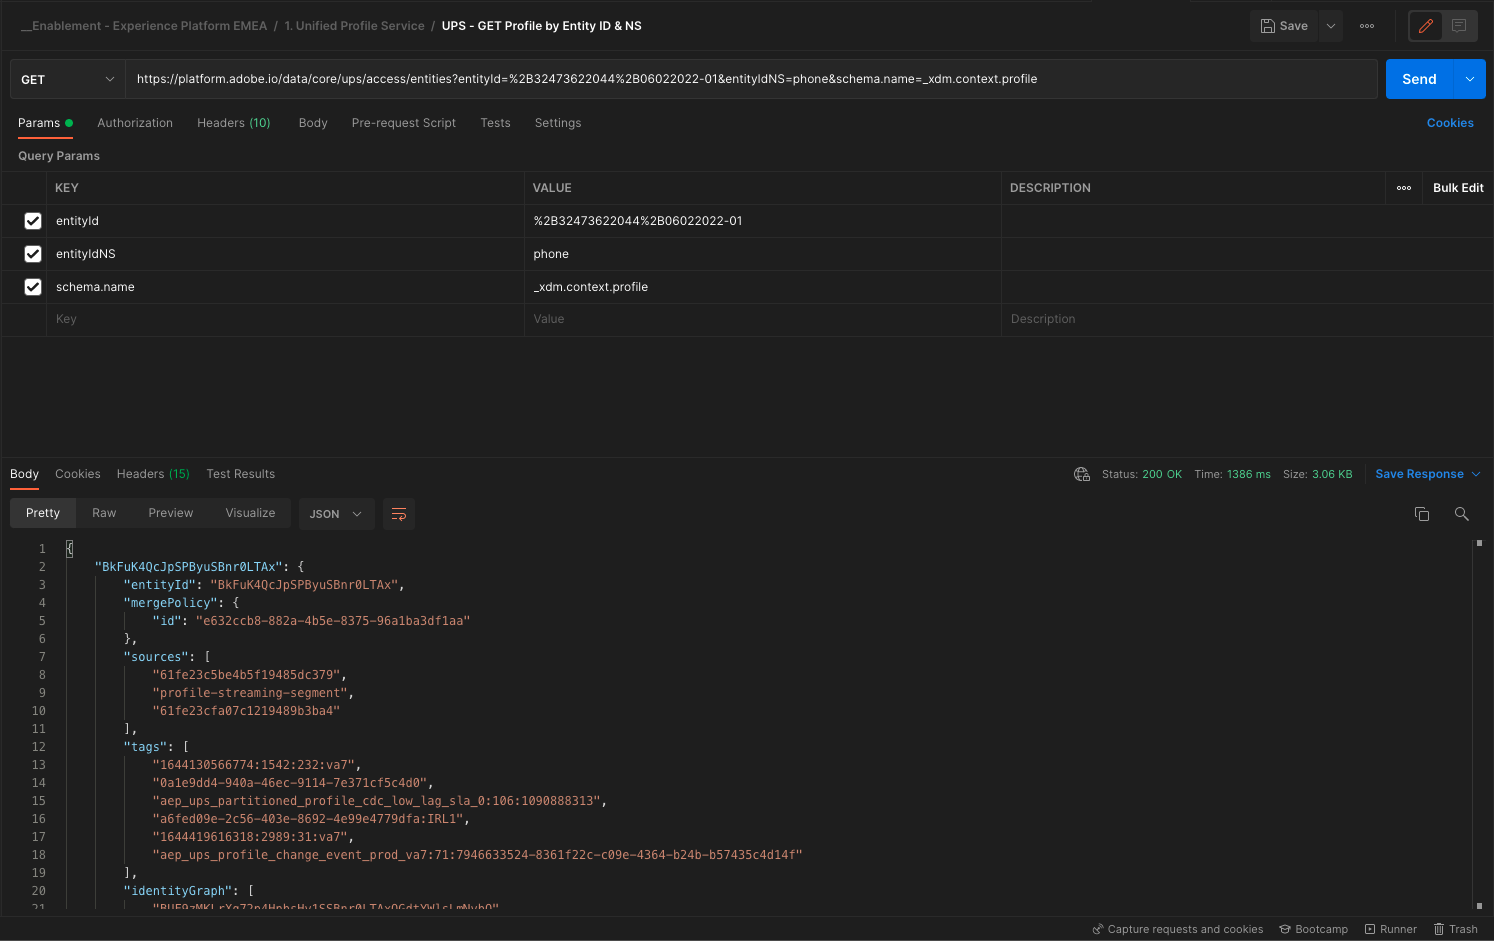 __Enablement - Experience Platform EMEA / 1. Unified Profile Service / UPS - GET Profile by Entity ID & NS
Save
GET
https://platform.adobe.io/data/core/ups/access/entities?entityId=%2B32473622044%2B06022022-01&entityIdNS=phone&schema.name=_xdm.context.profile
Send
Params Authorization Headers (10) Body Pre-request Script Tests Settings Cookies
Query Params
KEY VALUE DESCRIPTION Bulk Edit
entityId %2B32473622044%2B06022022-01
entityIdNS phone
schema.name _xdm.context.profile
Key Value Description
Body Cookies Headers (15) Test Results Status: 200 OK Time: 1386 ms Size: 3.06 KB Save Response
Pretty Raw Preview Visualize JSON
1 {
2 "BkFuK4QcJpSPByuSBnr0LTAx": {
3 "entityId": "BkFuK4QcJpSPByuSBnr0LTAx",
4 "mergePolicy": {
5 "id": "e632ccb8-882a-4b5e-8375-96a1ba3df1aa"
6 },
7 "sources": [
8 "61fe23c5be4b5f19485dc379",
9 "profile-streaming-segment",
10 "61fe23cfa07c1219489b3ba4"
11 ],
12 "tags": [
13 "1644130566774:1542:232:va7",
14 "0a1e9dd4-940a-46ec-9114-7e371cf5c4d0",
15 "aep_ups_partitioned_profile_cdc_low_lag_sla_0:106:1090888313",
16 "a6fed09e-2c56-403e-8692-4e99e4779dfa:IRL1",
17 "1644419616318:2989:31:va7",
18 "aep_ups_profile_change_event_prod_va7:71:7946633524-8361f22c-c09e-4364-b24b-b57435c4d14f"
19 ],
20 "identityGraph": [
21
Capture requests and cookies Bootcamp Runner Trash